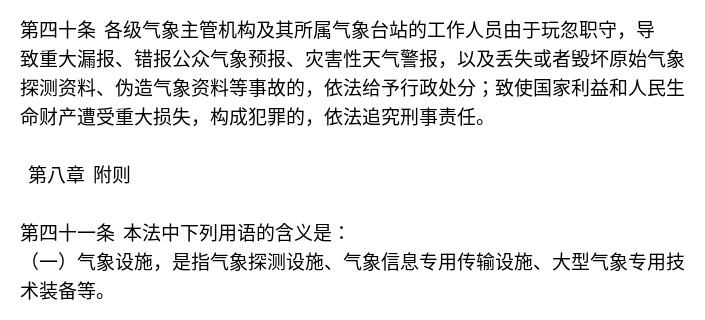 第四十条 各级气象主管机构及其所属气象台站的工作人员由于玩忽职守，导
致重大漏报、错报公众气象预报、灾害性天气警报，以及丢失或者毁坏原始气象
探测资料、伪造气象资料等事故的，依法给予行政处分；致使国家利益和人民生
命财产遭受重大损失，构成犯罪的，依法追究刑事责任。
第八章 附则
第四十一条 本法中下列用语的含义是：
（一）气象设施，是指气象探测设施、气象信息专用传输设施、大型气象专用技
术装备等。